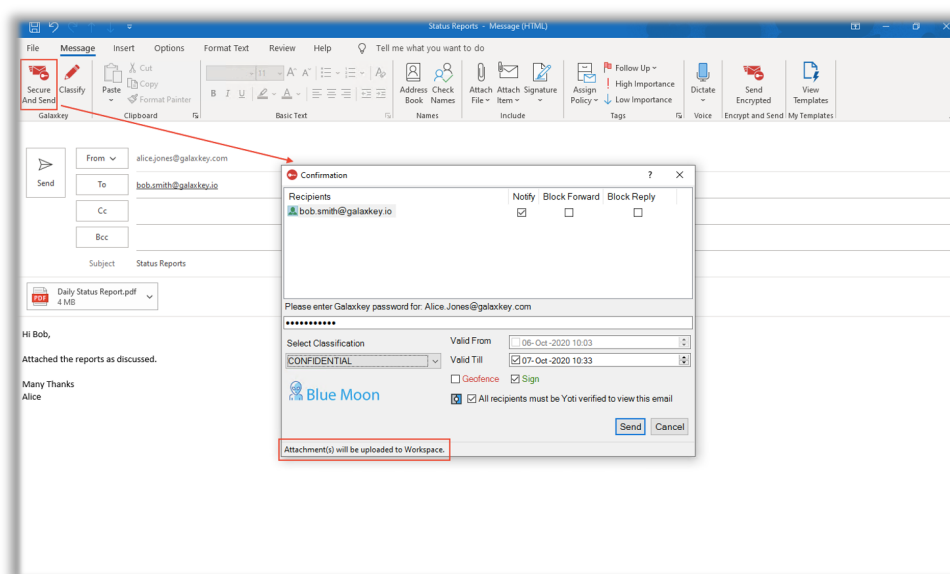 Status Reports - Message (HTML)
File Message Insert Options Format Text Review Help Tell me what you want to do
Secure And Send
Classify
Galaxkey
Paste
Cut
Copy
Format Painter
Clipboard
11
B I U
Basic Text
Address Book
Check Names
Names
Attach File
Attach Item
Signature
Include
Assign Policy
Follow Up
High Importance
Low Importance
Tags
Dictate
Voice
Send Encrypted
Encrypt and Send
View Templates
My Templates
Send
From alice.jones@galaxkey.com
To bob.smith@galaxkey.io
Cc
Bcc
Subject Status Reports
PDF
Daily Status Report.pdf
4 MB
Hi Bob,
Attached the reports as discussed.
Many Thanks
Alice
Confirmation ? X
Recipients Notify Block Forward Block Reply
bob.smith@galaxkey.io
Please enter Galaxkey password for: Alice.Jones@galaxkey.com
Select Classification
CONFIDENTIAL
Blue Moon
Valid From 06-Oct-2020 10:03
Valid Till 07-Oct-2020 10:33
Geofence Sign
All recipients must be Yoti verified to view this email
Send Cancel
Attachment(s) will be uploaded to Workspace.